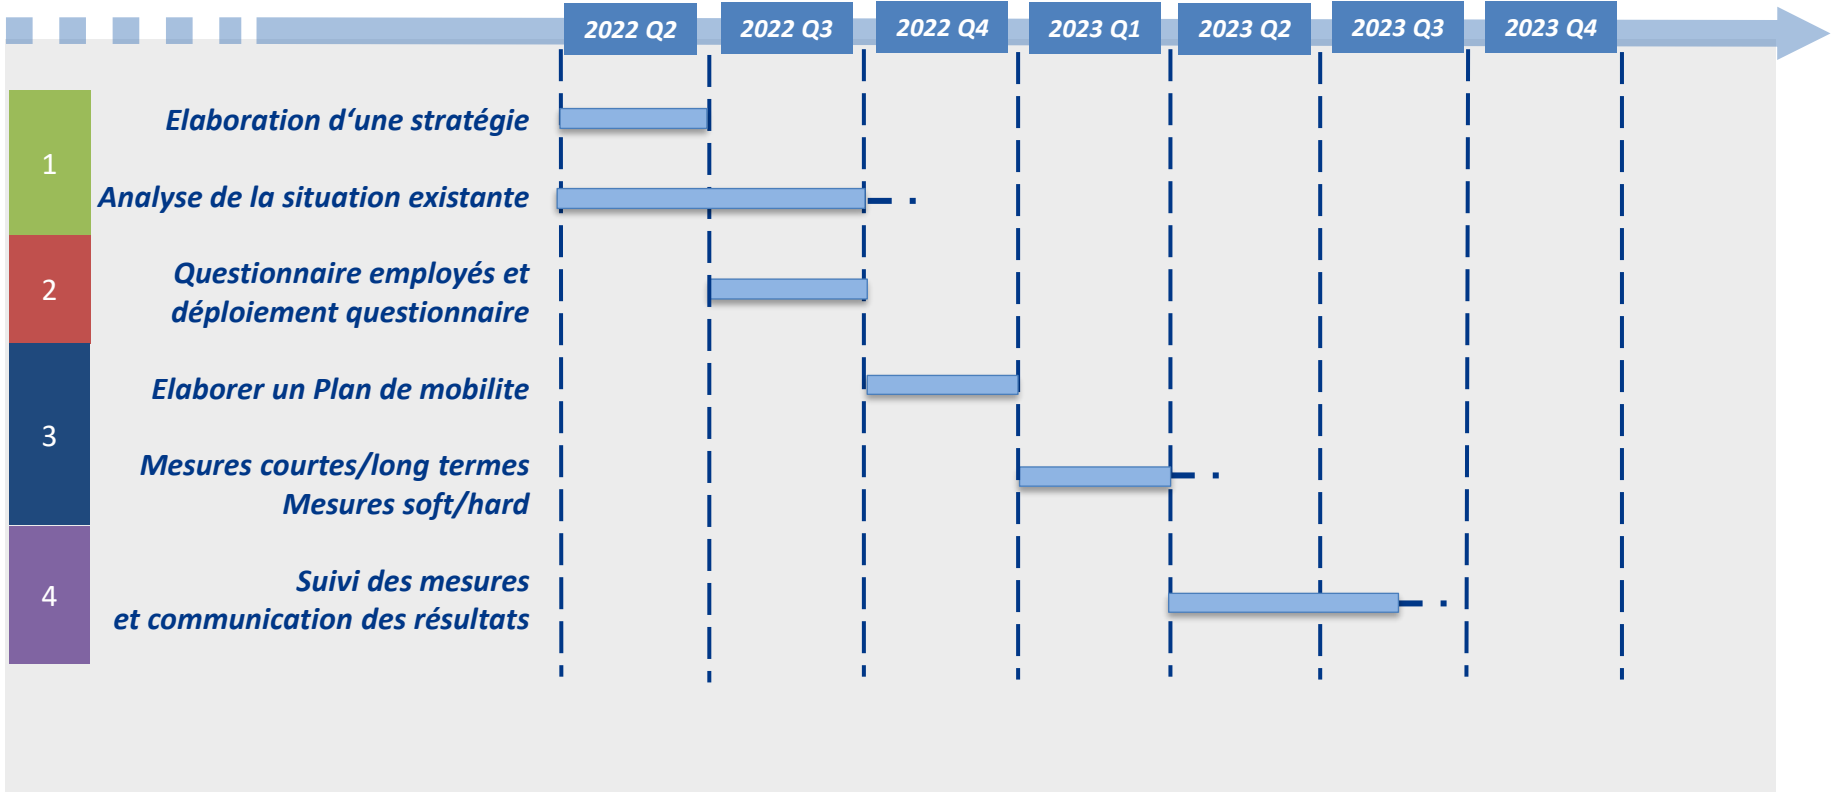 2022 Q2
2022 Q3
2022 Q4
2023 Q1
2023 Q2
2023 Q3
2023 Q4
1
Elaboration d‘une stratégie
Analyse de la situation existante
2
Questionnaire employés et
déploiement questionnaire
3
Elaborer un Plan de mobilite
Mesures courtes/long termes
Mesures soft/hard
4
Suivi des mesures
et communication des résultats